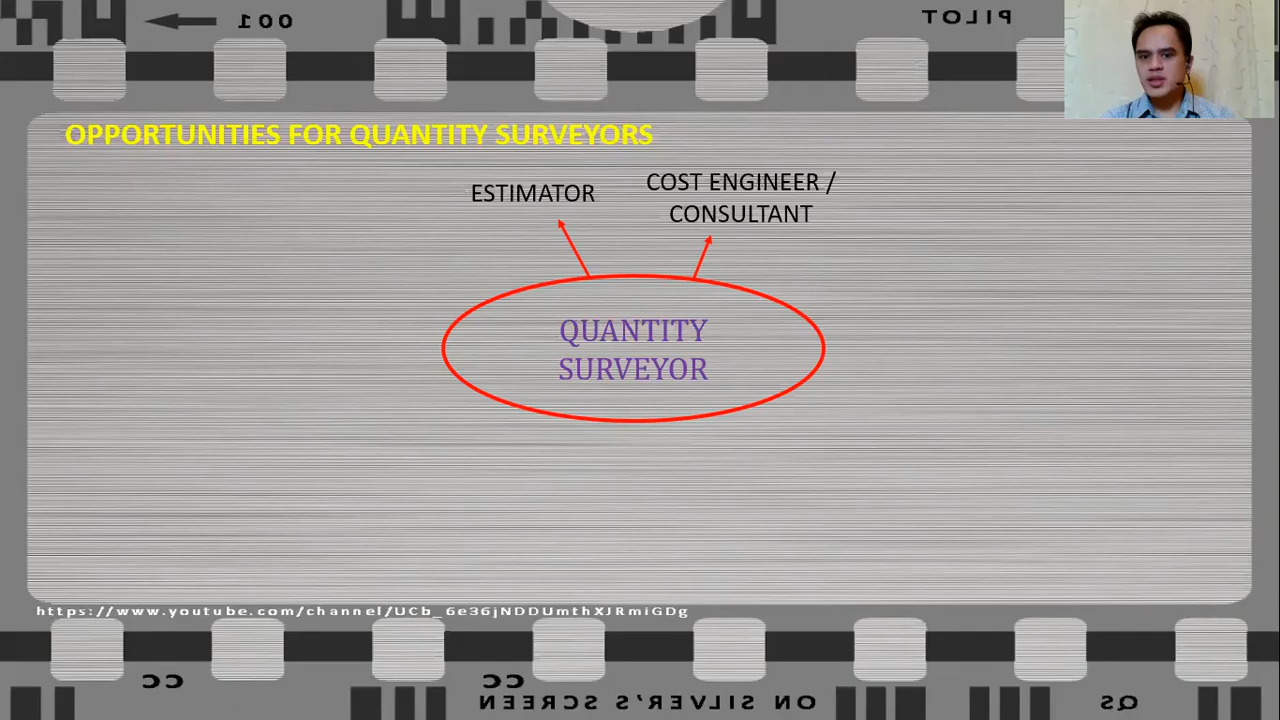 001
PILOT
OPPORTUNITIES FOR QUANTITY SURVEYORS
ESTIMATOR
COST ENGINEER /
CONSULTANT
QUANTITY
SURVEYOR
https://www.youtube.com/channel/UCb_6e36jNDDUmthXJRmiGDg
CC
CC
ON SILVER'S SCREEN
QS